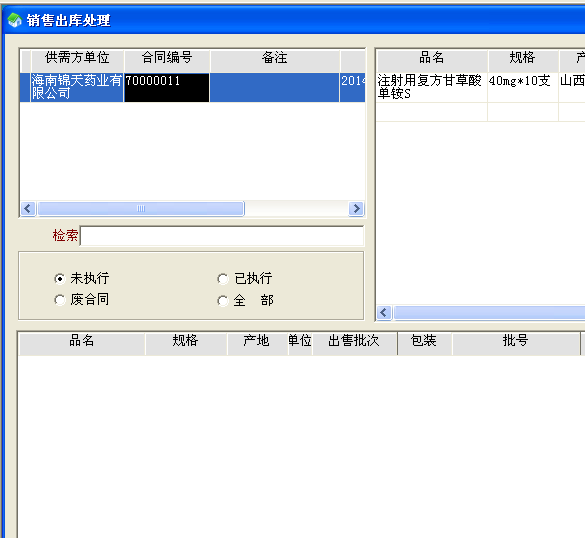 销售出库处理
供需方单位 合同编号 备注
海南锦天药业有限公司 70000011 2014
检索
未执行 已执行
废合同 全 部
品名 规格 产
注射用复方甘草酸单铵S 40mg*10支 山西
品名 规格 产地 单位 出售批次 包装 批号